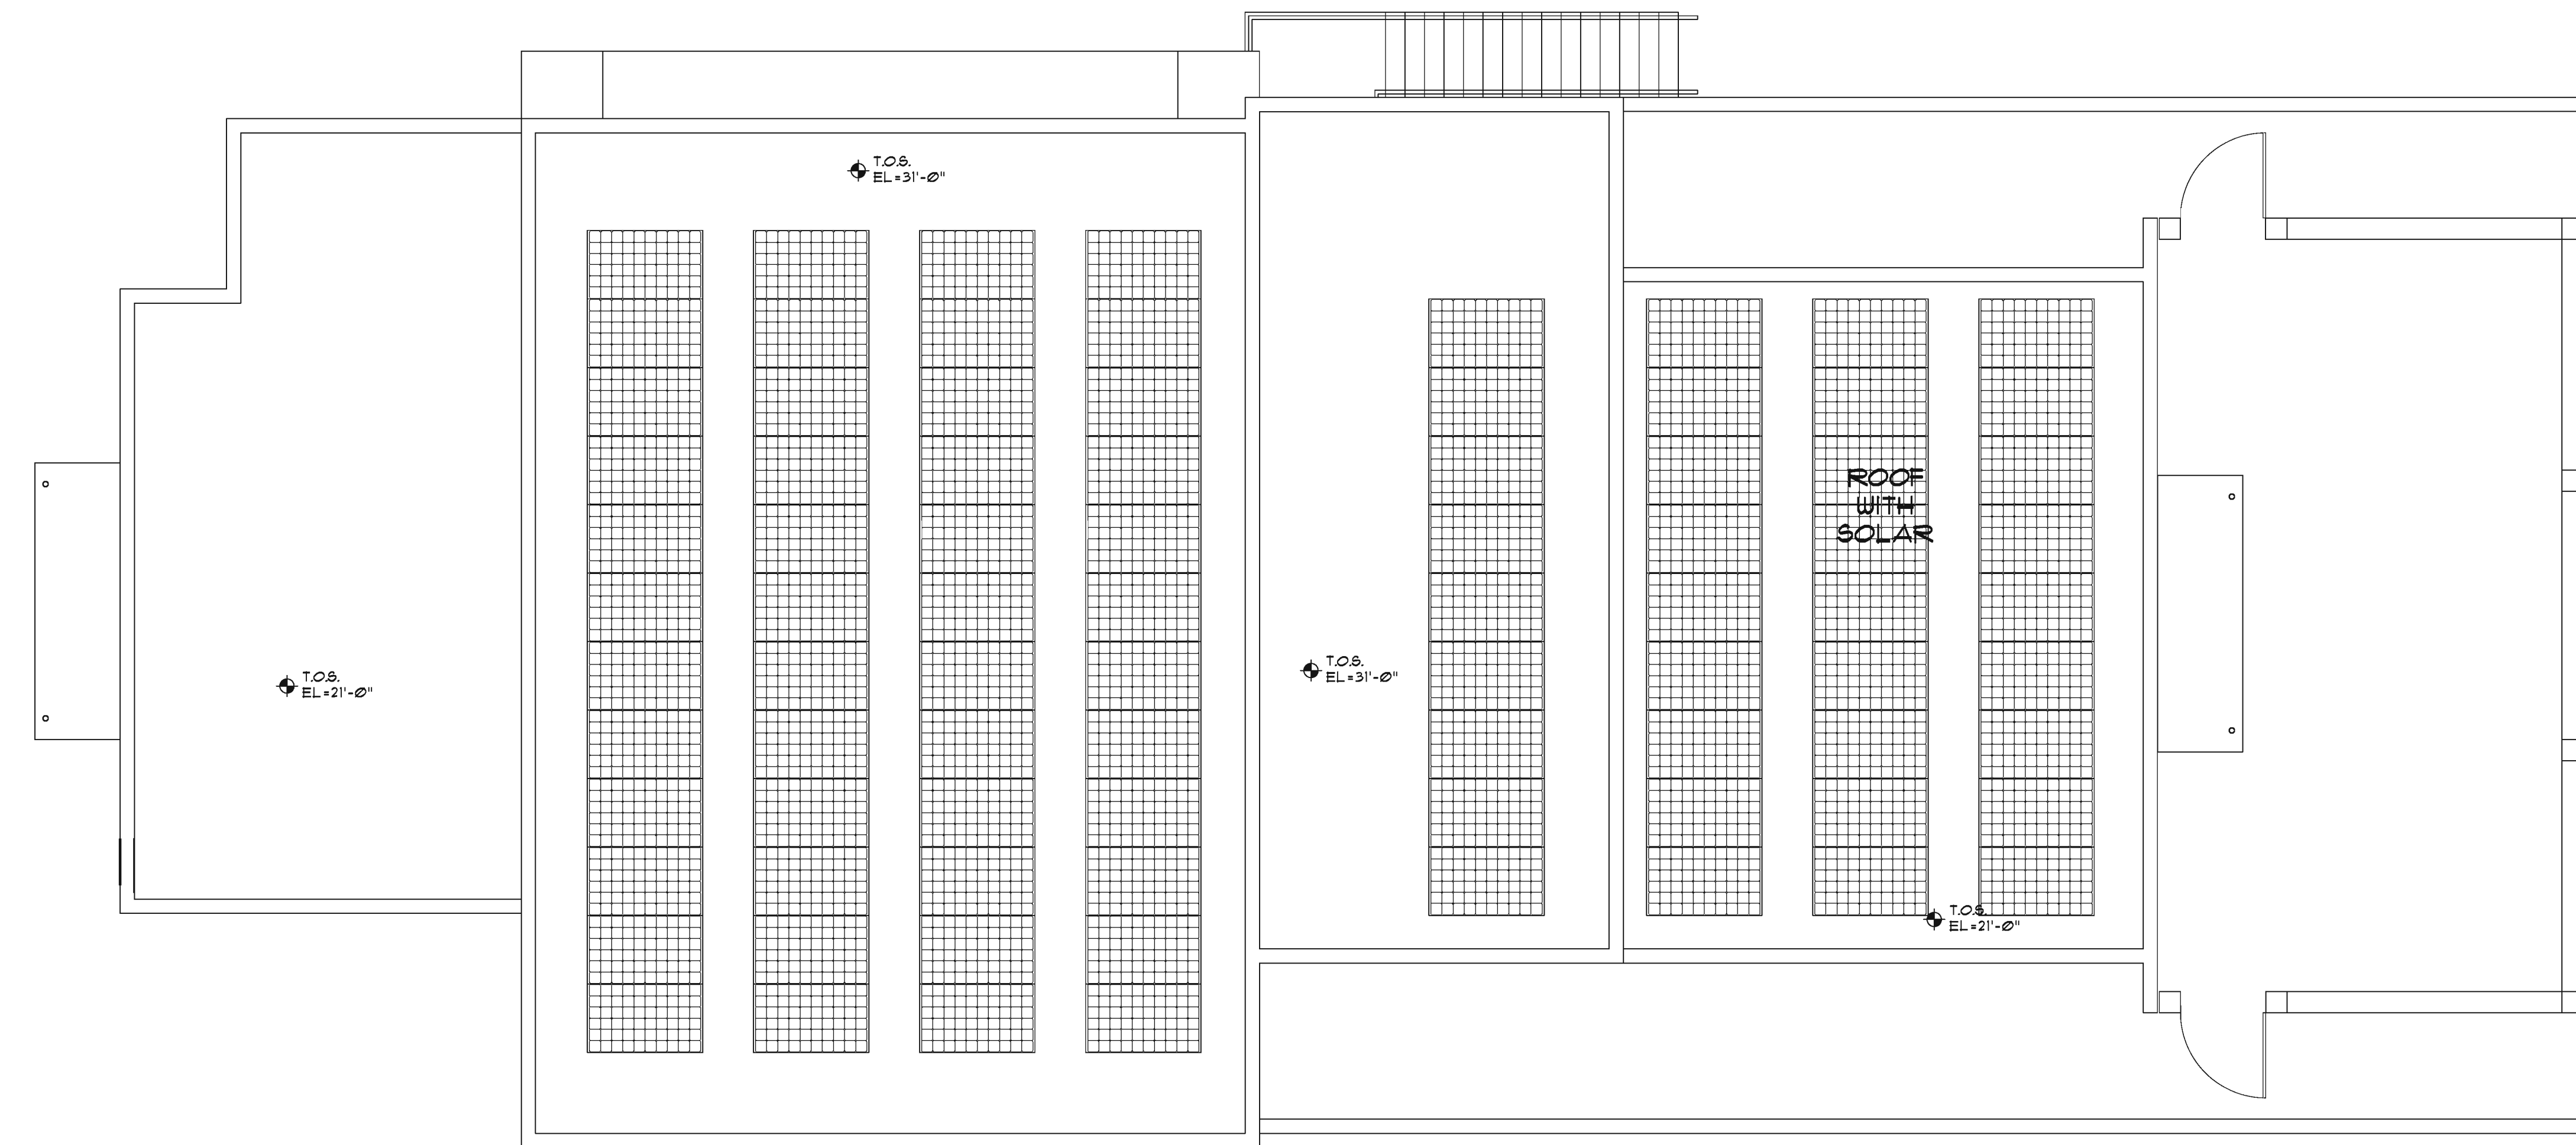 T.O.S.
EL=31'-0"
ROOF
WITH
SOLAR
T.O.S.
EL=31'-0"
T.O.S.
EL=21'-0"
T.O.S.
EL=21'-0"